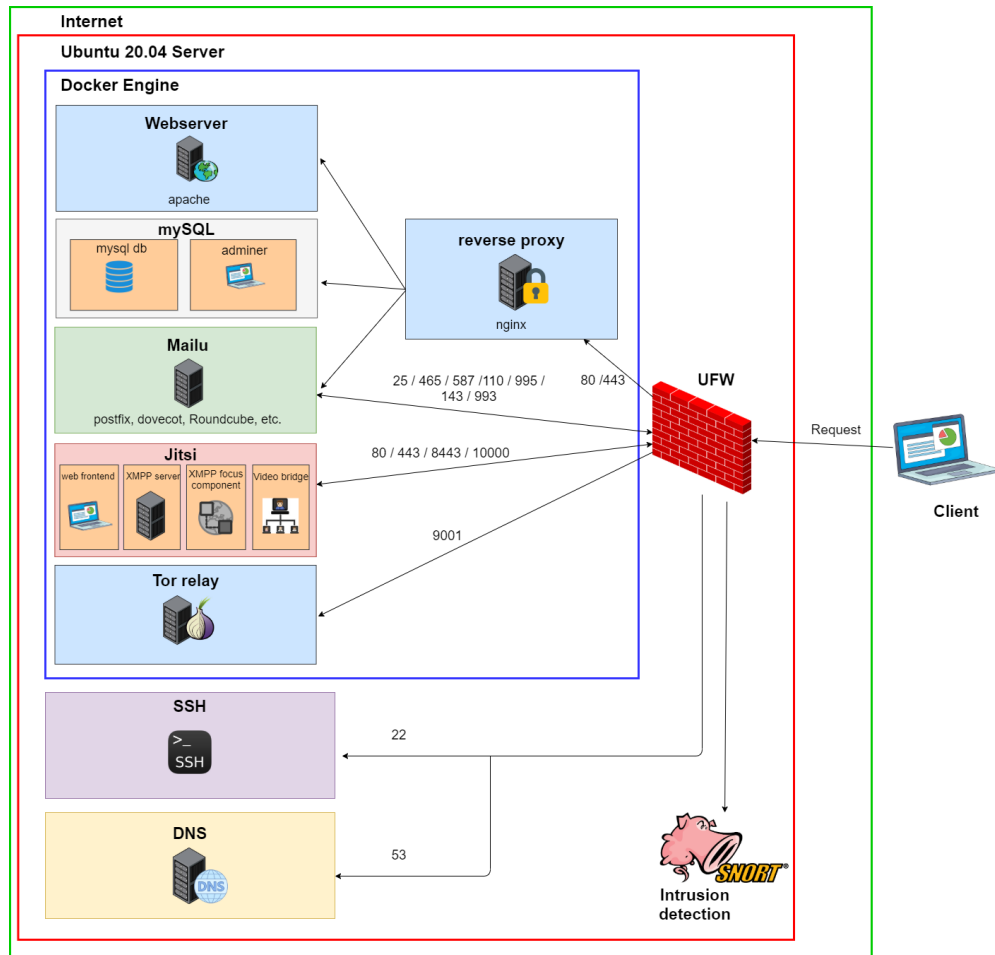 Internet
Ubuntu 20.04 Server
Docker Engine
Webserver
apache
mySQL
mysql db
adminer
reverse proxy
nginx
Mailu
postfix, dovecot, Roundcube, etc.
25 / 465 / 587 /110 / 995 /
143 / 993
80 /443
UFW
Request
Client
Jitsi
web frontend
XMPP server
XMPP focus
component
Video bridge
80 / 443 / 8443 / 10000
9001
Tor relay
SSH
>_
SSH
22
DNS
DNS
53
SNORT®
Intrusion
detection